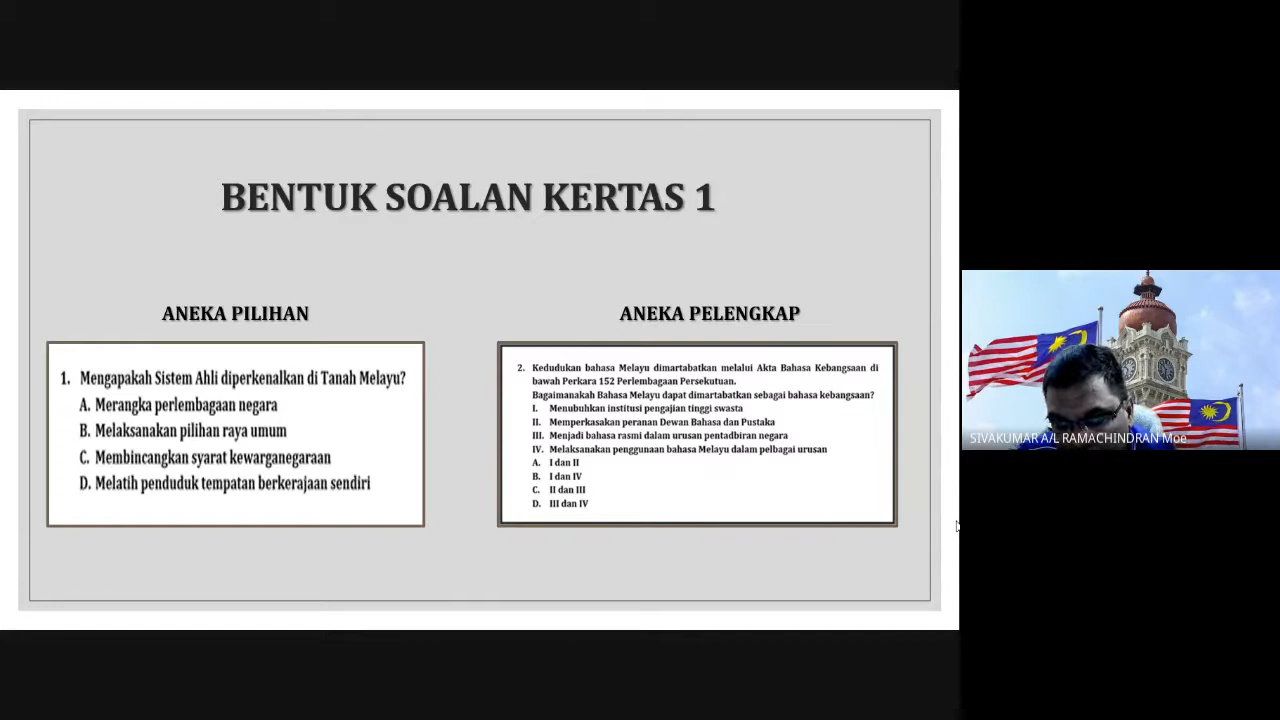 BENTUK SOALAN KERTAS 1
ANEKA PILIHAN
1. Mengapakah Sistem Ahli diperkenalkan di Tanah Melayu?
A. Merangka perlembagaan negara
B. Melaksanakan pilihan raya umum
C. Membincangkan syarat kewarganegaraan
D. Melatih penduduk tempatan berkerajaan sendiri
ANEKA PELENGKAP
2. Kedudukan bahasa Melayu dimartabatkan melalui Akta Bahasa Kebangsaan di
bawah Perkara 152 Perlembagaan Persekutuan.
Bagaimanakah Bahasa Melayu dapat dimartabatkan sebagai bahasa kebangsaan?
I. Menubuhkan institusi pengajian tinggi swasta
II. Memperkasakan peranan Dewan Bahasa dan Pustaka
III. Menjadi bahasa rasmi dalam urusan pentadbiran negara
IV. Melaksanakan penggunaan bahasa Melayu dalam pelbagai urusan
A. I dan II
B. I dan IV
C. II dan III
D. III dan IV
SIVAKUMAR A/L RAMACHINDRAN Moe